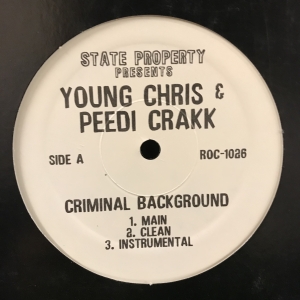 STATE PROPERTY
PRESENTS
YOUNG CHRIS &
PEEDI CRAKK
SIDE A
ROC-1026
CRIMINAL BACKGROUND
1. MAIN
2. CLEAN
3. INSTRUMENTAL